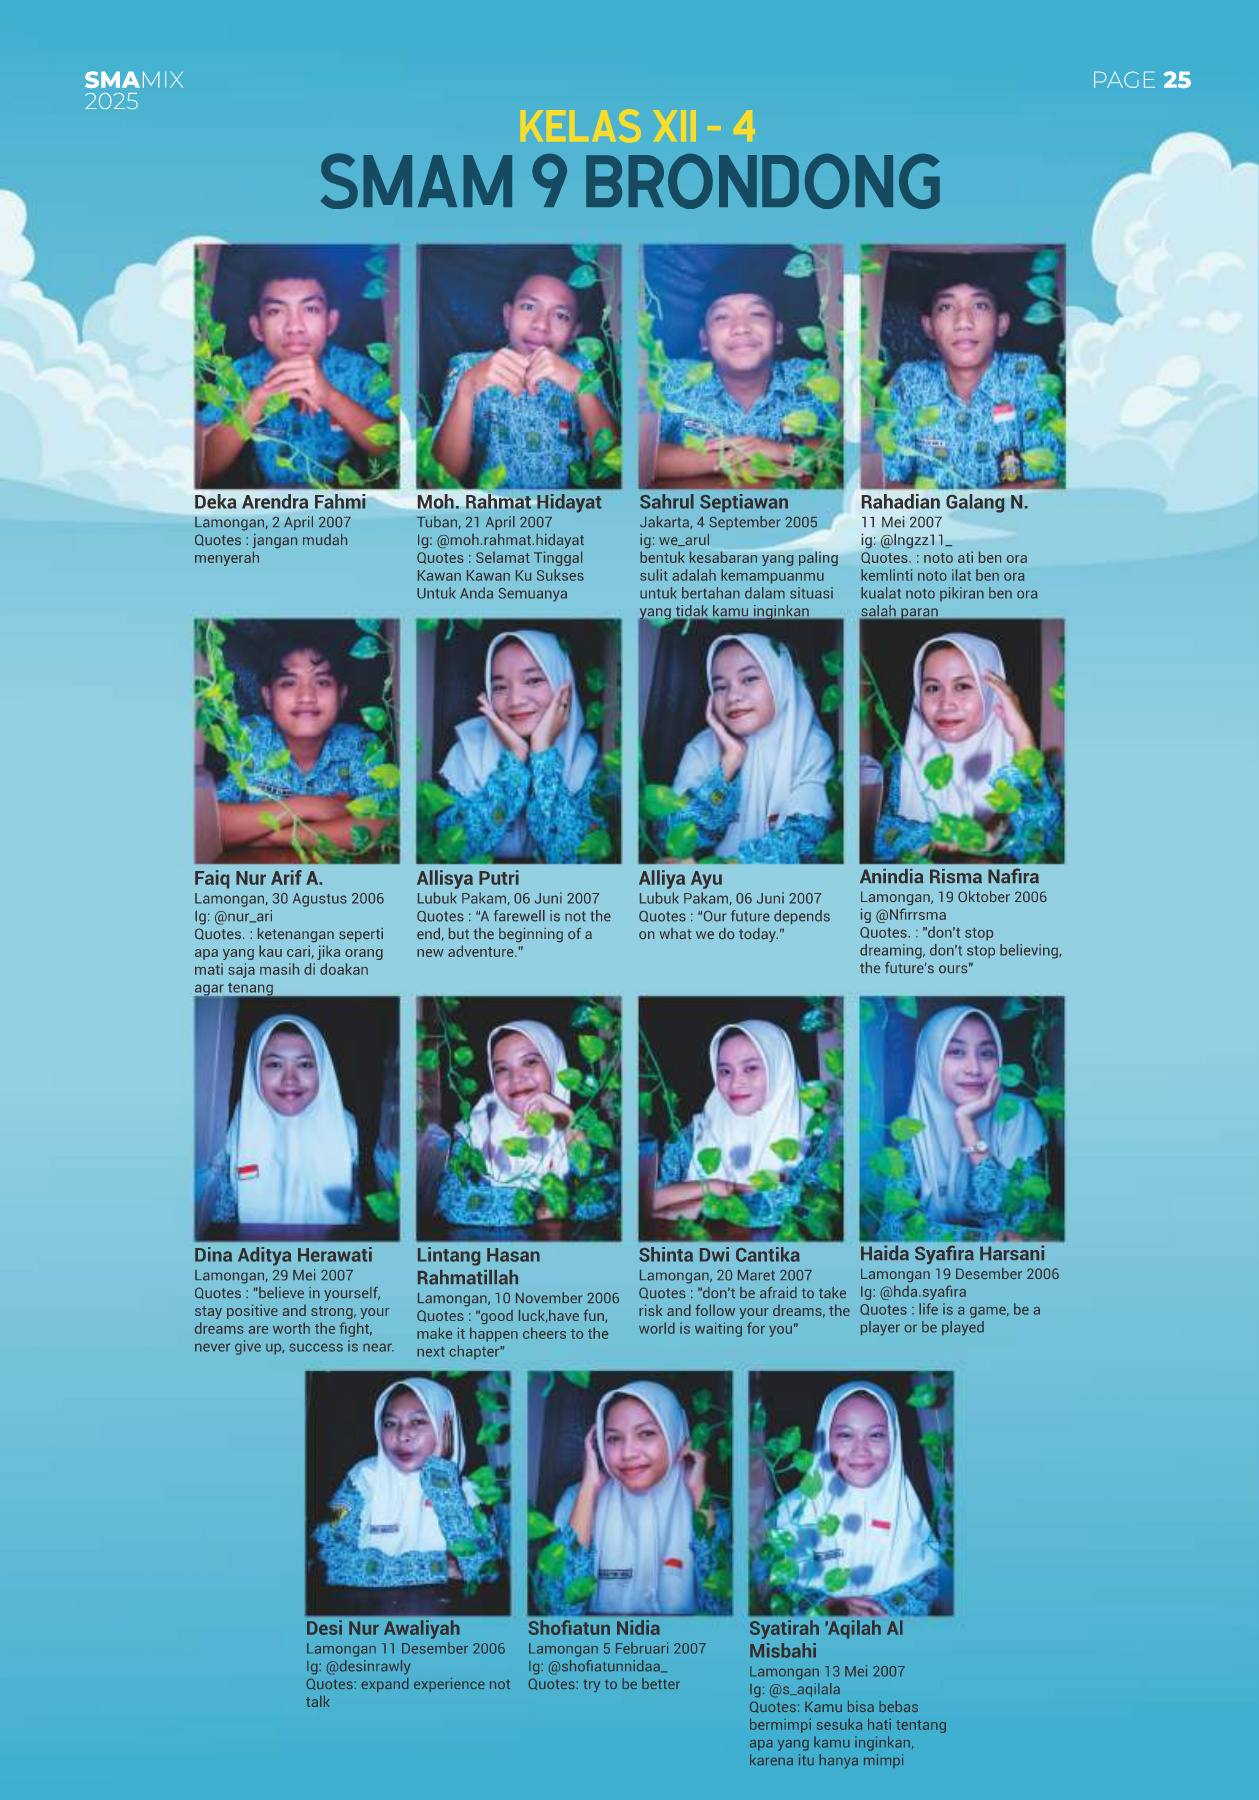 SMAMIX
2025
PAGE 25
KELAS XII - 4
SMAM 9 BRONDONG
Deka Arendra Fahmi
Lamongan, 2 April 2007
Quotes : jangan mudah
menyerah
Moh. Rahmat Hidayat
Tuban, 21 April 2007
Ig: @moh.rahmat.hidayat
Quotes : Selamat Tinggal
Kawan Kawan Ku Sukses
Untuk Anda Semuanya
Sahrul Septiawan
Jakarta, 4 September 2005
ig: we_arul
bentuk kesabaran yang paling
sulit adalah kemampuanmu
untuk bertahan dalam situasi
yang tidak kamu inginkan
Rahadian Galang N.
11 Mei 2007
ig: @lngzz11_
Quotes. : noto ati ben ora
kemlinti noto ilat ben ora
kualat noto pikiran ben ora
salah paran
Faiq Nur Arif A.
Lamongan, 30 Agustus 2006
Ig: @nur_ari
Quotes. : ketenangan seperti
apa yang kau cari, jika orang
mati saja masih di doakan
agar tenang
Allisya Putri
Lubuk Pakam, 06 Juni 2007
Quotes : “A farewell is not the
end, but the beginning of a
new adventure.”
Alliya Ayu
Lubuk Pakam, 06 Juni 2007
Quotes : “Our future depends
on what we do today.”
Anindia Risma Nafira
Lamongan, 19 Oktober 2006
ig @Nfirrsma
Quotes. : "don't stop
dreaming, don't stop believing,
the future's ours"
Dina Aditya Herawati
Lamongan, 29 Mei 2007
Quotes : "believe in yourself,
stay positive and strong, your
dreams are worth the fight,
never give up, success is near.
Lintang Hasan
Rahmatillah
Lamongan, 10 November 2006
Quotes : "good luck,have fun,
make it happen cheers to the
next chapter"
Shinta Dwi Cantika
Lamongan, 20 Maret 2007
Quotes : "don't be afraid to take
risk and follow your dreams, the
world is waiting for you"
Haida Syafira Harsani
Lamongan 19 Desember 2006
Ig: @hda.syafira
Quotes : life is a game, be a
player or be played
Desi Nur Awaliyah
Lamongan 11 Desember 2006
Ig: @desinrawly
Quotes: expand experience not
talk
Shofiatun Nidia
Lamongan 5 Februari 2007
Ig: @shofiatunnidaa_
Quotes: try to be better
Syatirah 'Aqilah Al
Misbahi
Lamongan 13 Mei 2007
Ig: @s_aqilala
Quotes: Kamu bisa bebas
bermimpi sesuka hati tentang
apa yang kamu inginkan,
karena itu hanya mimpi